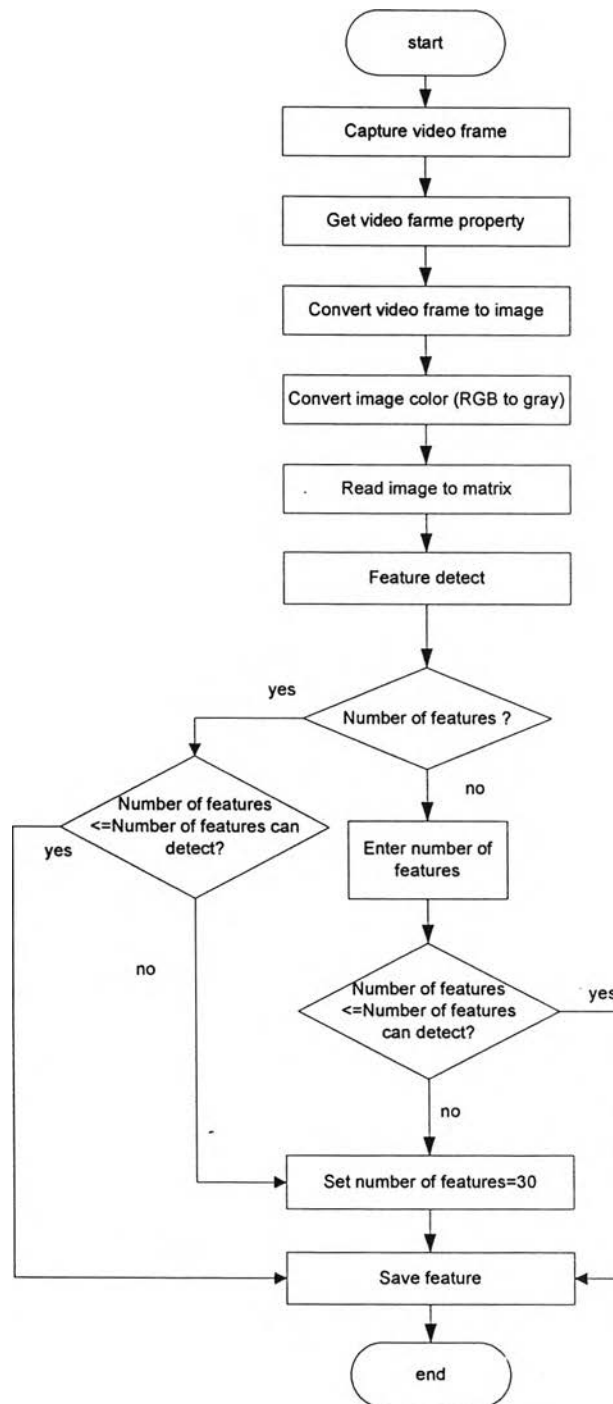 start
Capture video frame
Get video farme property
Convert video frame to image
Convert image color (RGB to gray)
Read image to matrix
Feature detect
yes
Number of features ?
no
Number of features
<=Number of features can
detect?
yes
no
Enter number of
features
Number of features
<=Number of features
can detect?
yes
no
Set number of features=30
Save feature
end